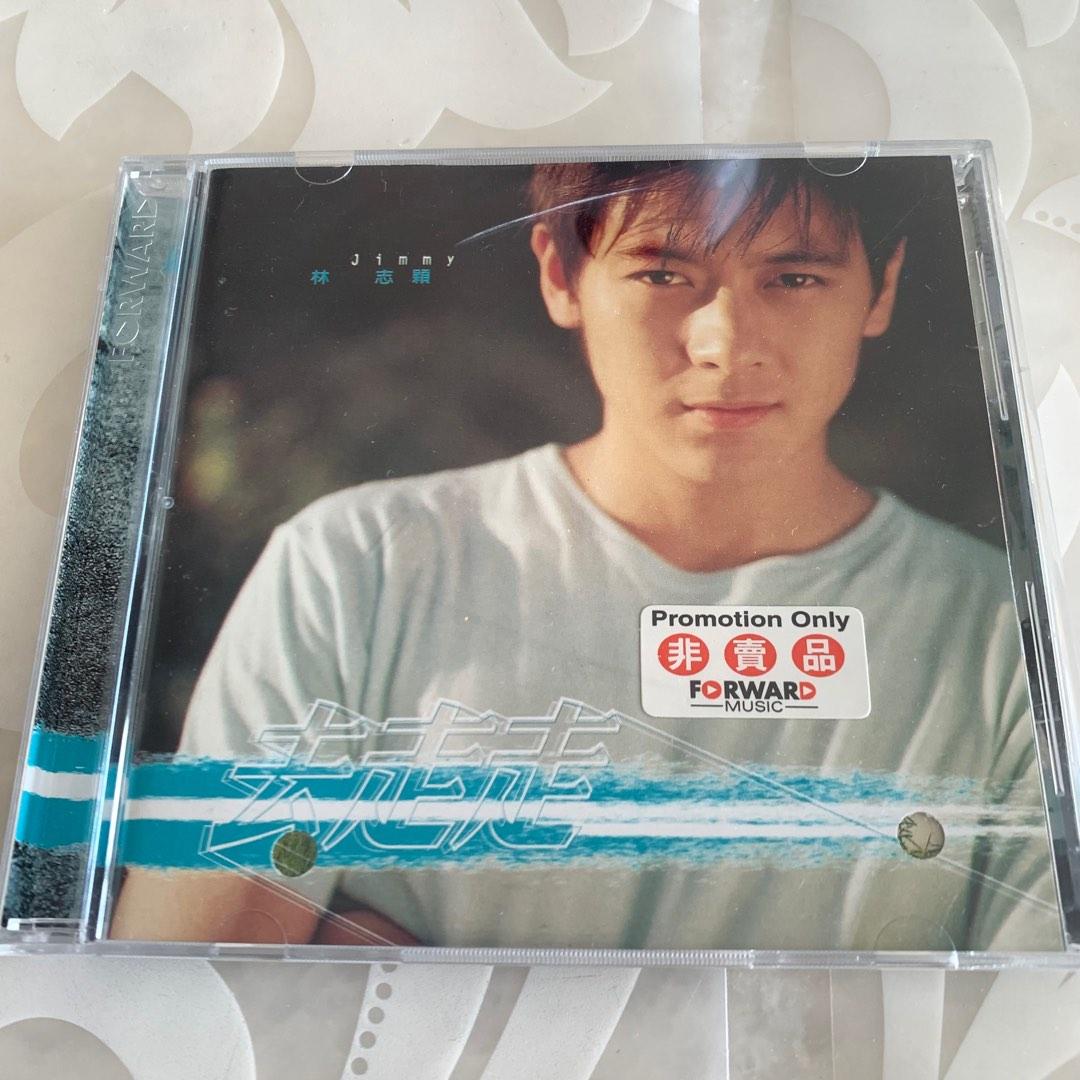 FORWARD
Jimmy
林志穎
Promotion Only
非賣品
FORWARD
MUSIC
去走走